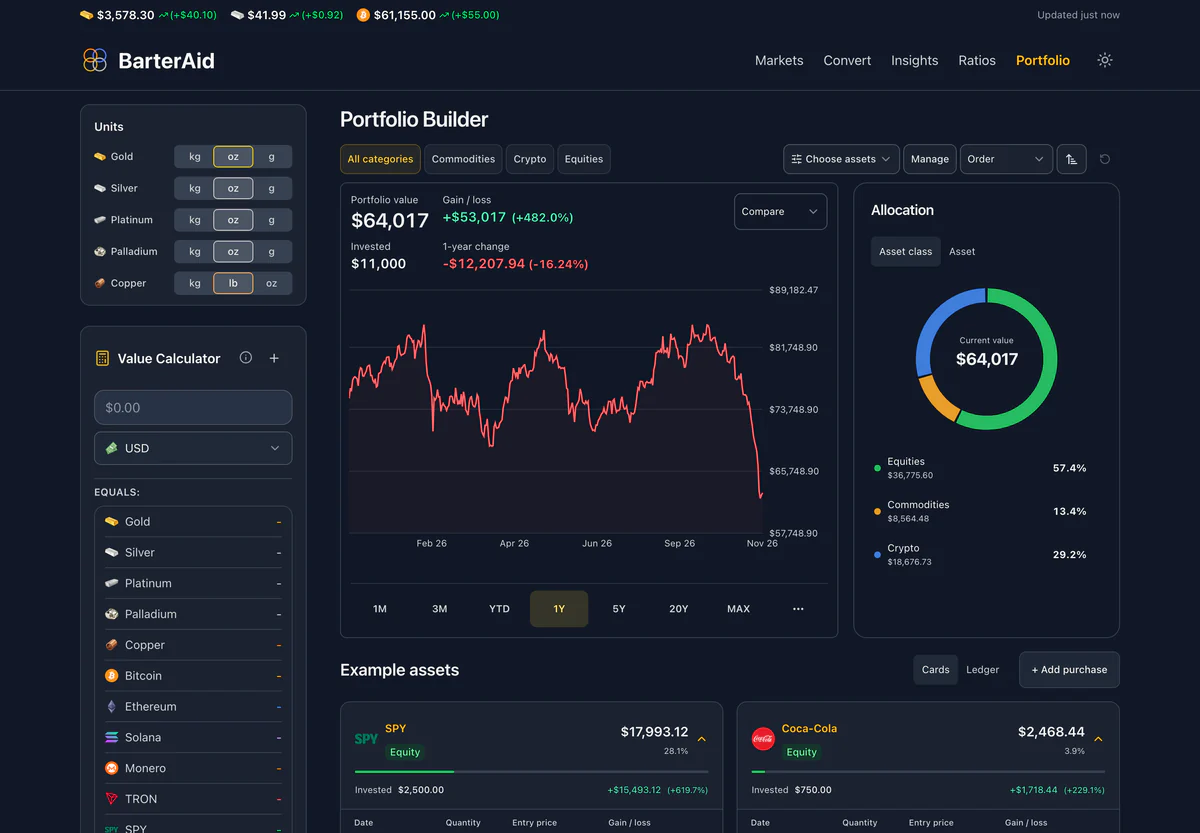 $3,578.30 (+$40.10) $41.99 (+$0.92) $61,155.00 (+$55.00) Updated just now
BarterAid Markets Convert Insights Ratios Portfolio
Units
Gold kg oz g
Silver kg oz g
Platinum kg oz g
Palladium kg oz g
Copper kg lb oz
Value Calculator
$0.00
USD
EQUALS:
Gold -
Silver -
Platinum -
Palladium -
Copper -
Bitcoin -
Ethereum -
Solana -
Monero -
TRON -
SPY SPY -
Portfolio Builder
All categories Commodities Crypto Equities Choose assets Manage Order
Portfolio value Gain / loss
$64,017 +$53,017 (+482.0%)
Compare
Invested 1-year change
$11,000 -$12,207.94 (-16.24%)
$89,182.47
$81,748.90
$73,748.90
$65,748.90
$57,748.90
Feb 26 Apr 26 Jun 26 Sep 26 Nov 26
1M 3M YTD 1Y 5Y 20Y MAX ...
Allocation
Asset class Asset
Current value
$64,017
Equities
$36,775.60
57.4%
Commodities
$8,564.48
13.4%
Crypto
$18,676.73
29.2%
Example assets Cards Ledger + Add purchase
SPY
SPY
Equity
$17,993.12
28.1%
Invested $2,500.00 +$15,493.12 (+619.7%)
Date Quantity Entry price Gain / loss
Coca-Cola
Coca-Cola
Equity
$2,468.44
3.9%
Invested $750.00 +$1,718.44 (+229.1%)
Date Quantity Entry price Gain / loss